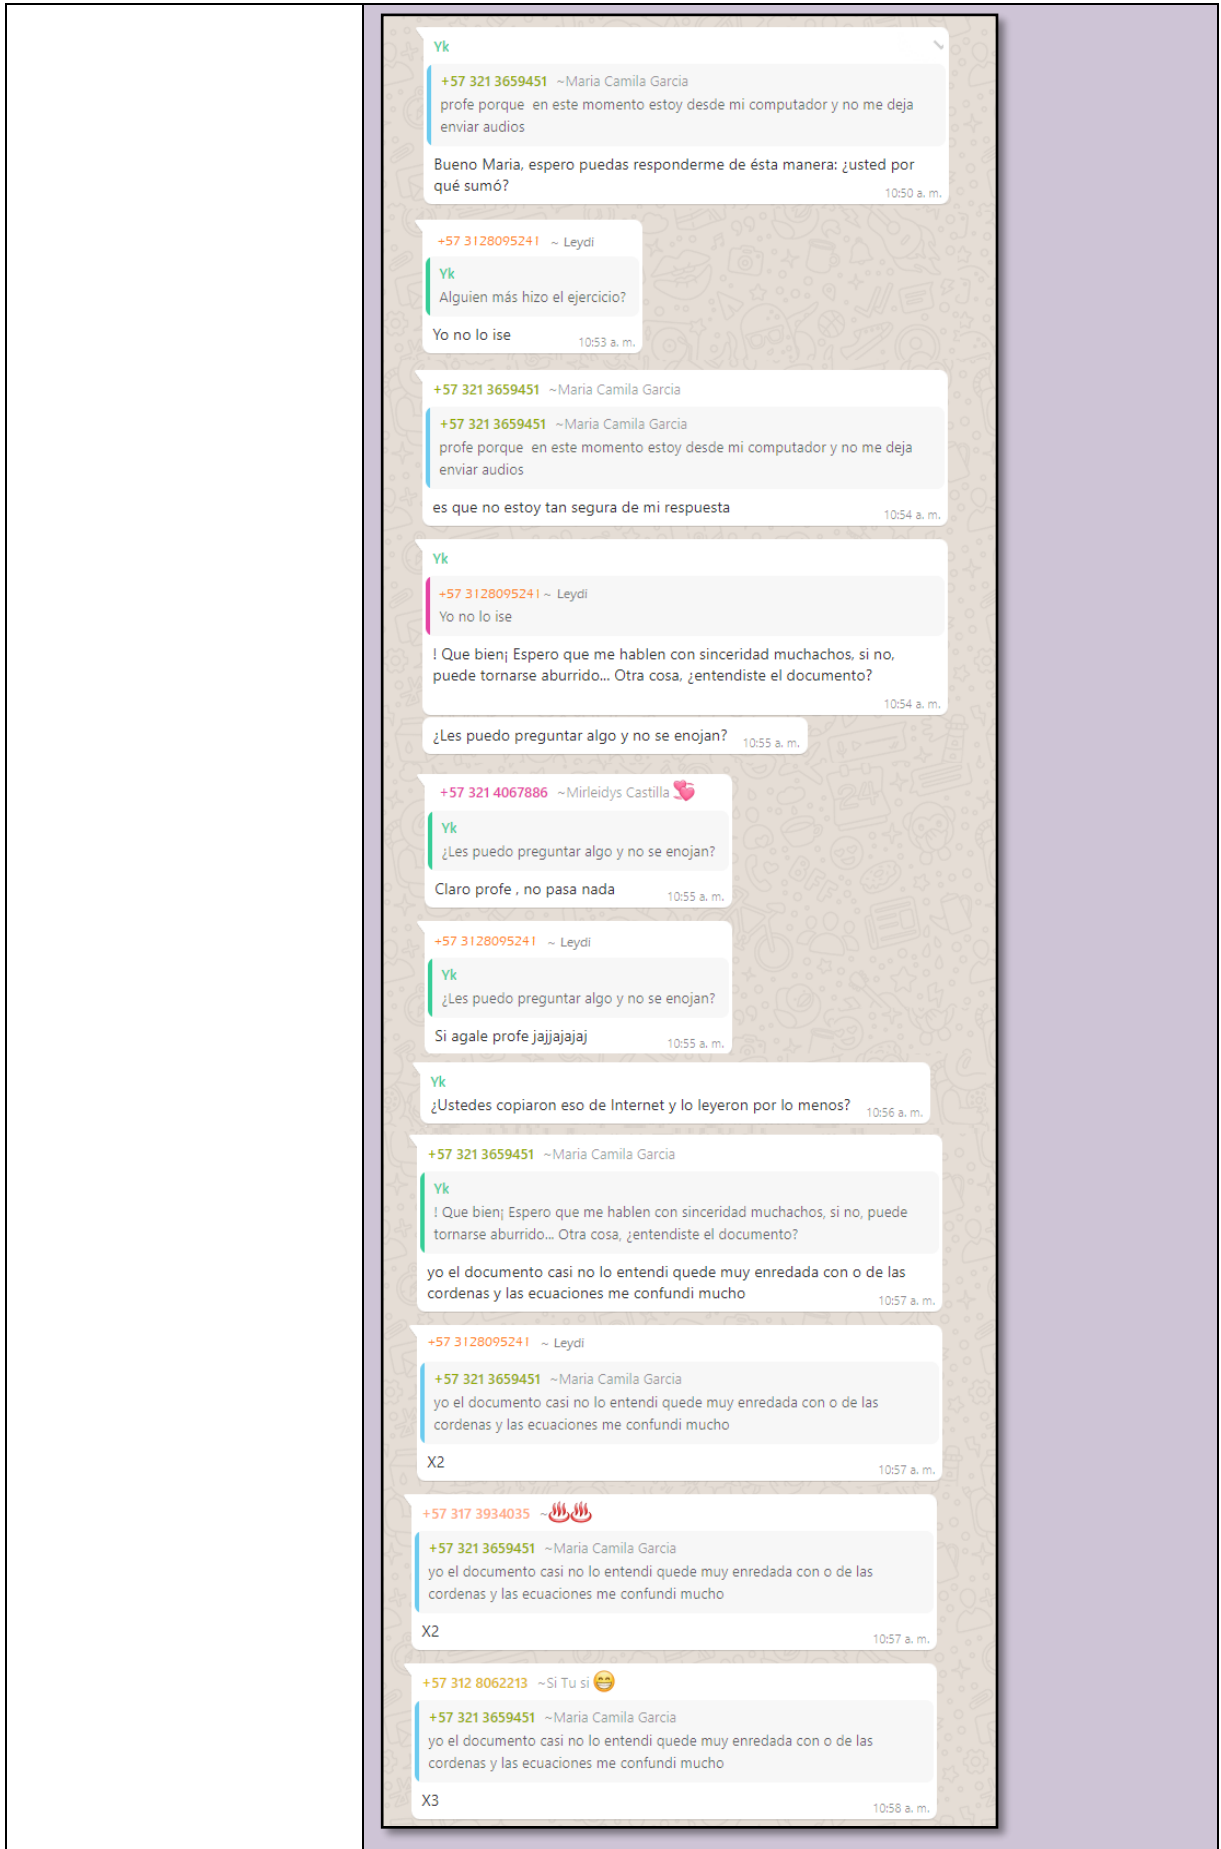 Yk
+57 321 3659451 ~Maria Camila Garcia
profe porque en este momento estoy desde mi computador y no me deja
enviar audios
Bueno Maria, espero puedas responderme de ésta manera: ¿usted por
qué sumó?
10:50 a. m.
+57 3128095241 ~ Leydi
Yk
Alguien más hizo el ejercicio?
Yo no lo ise
10:53 a. m.
+57 321 3659451 ~Maria Camila Garcia
+57 321 3659451 ~Maria Camila Garcia
profe porque en este momento estoy desde mi computador y no me deja
enviar audios
es que no estoy tan segura de mi respuesta
10:54 a. m.
Yk
+57 3128095241 ~ Leydi
Yo no lo ise
! Que bien¡ Espero que me hablen con sinceridad muchachos, si no,
puede tornarse aburrido... Otra cosa, ¿entendiste el documento?
10:54 a. m.
¿Les puedo preguntar algo y no se enojan?
10:55 a. m.
+57 321 4067886 ~Mirleidys Castilla 💞
Yk
¿Les puedo preguntar algo y no se enojan?
Claro profe , no pasa nada
10:55 a. m.
+57 3128095241 ~ Leydi
Yk
¿Les puedo preguntar algo y no se enojan?
Si agale profe jajjajajaj
10:55 a. m.
Yk
¿Ustedes copiaron eso de Internet y lo leyeron por lo menos?
10:56 a. m.
+57 321 3659451 ~Maria Camila Garcia
Yk
! Que bien¡ Espero que me hablen con sinceridad muchachos, si no, puede
tornarse aburrido... Otra cosa, ¿entendiste el documento?
yo el documento casi no lo entendi quede muy enredada con o de las
cordenas y las ecuaciones me confundi mucho
10:57 a. m.
+57 3128095241 ~ Leydi
+57 321 3659451 ~Maria Camila Garcia
yo el documento casi no lo entendi quede muy enredada con o de las
cordenas y las ecuaciones me confundi mucho
X2
10:57 a. m.
+57 317 3934035 ~♨️♨️
+57 321 3659451 ~Maria Camila Garcia
yo el documento casi no lo entendi quede muy enredada con o de las
cordenas y las ecuaciones me confundi mucho
X2
10:57 a. m.
+57 312 8062213 ~Si Tu si 😁
+57 321 3659451 ~Maria Camila Garcia
yo el documento casi no lo entendi quede muy enredada con o de las
cordenas y las ecuaciones me confundi mucho
X3
10:58 a. m.